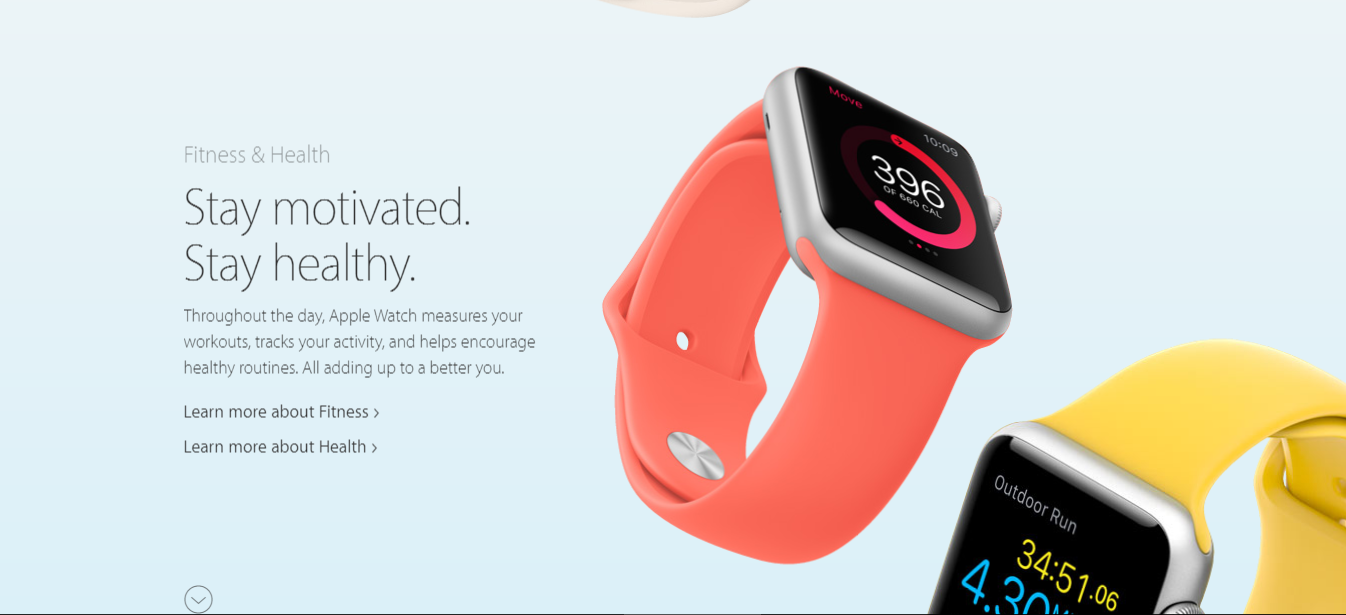 Fitness & Health
Stay motivated.
Stay healthy.
Throughout the day, Apple Watch measures your
workouts, tracks your activity, and helps encourage
healthy routines. All adding up to a better you.
Learn more about Fitness >
Learn more about Health >
Move
10:09
396
OF 660 CAL
Outdoor Run
34:51.06
4.30